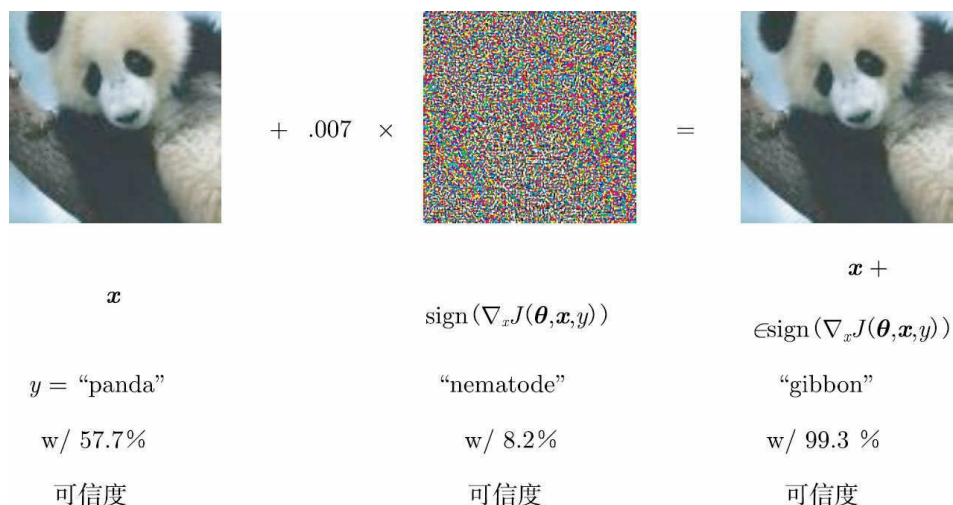 + .007 × =
x
sign(∇ₓJ(θ,x,y))
x +
∈sign(∇ₓJ(θ,x,y))
y = “panda”
“nematode”
“gibbon”
w/ 57.7%
w/ 8.2%
w/ 99.3 %
可信度
可信度
可信度